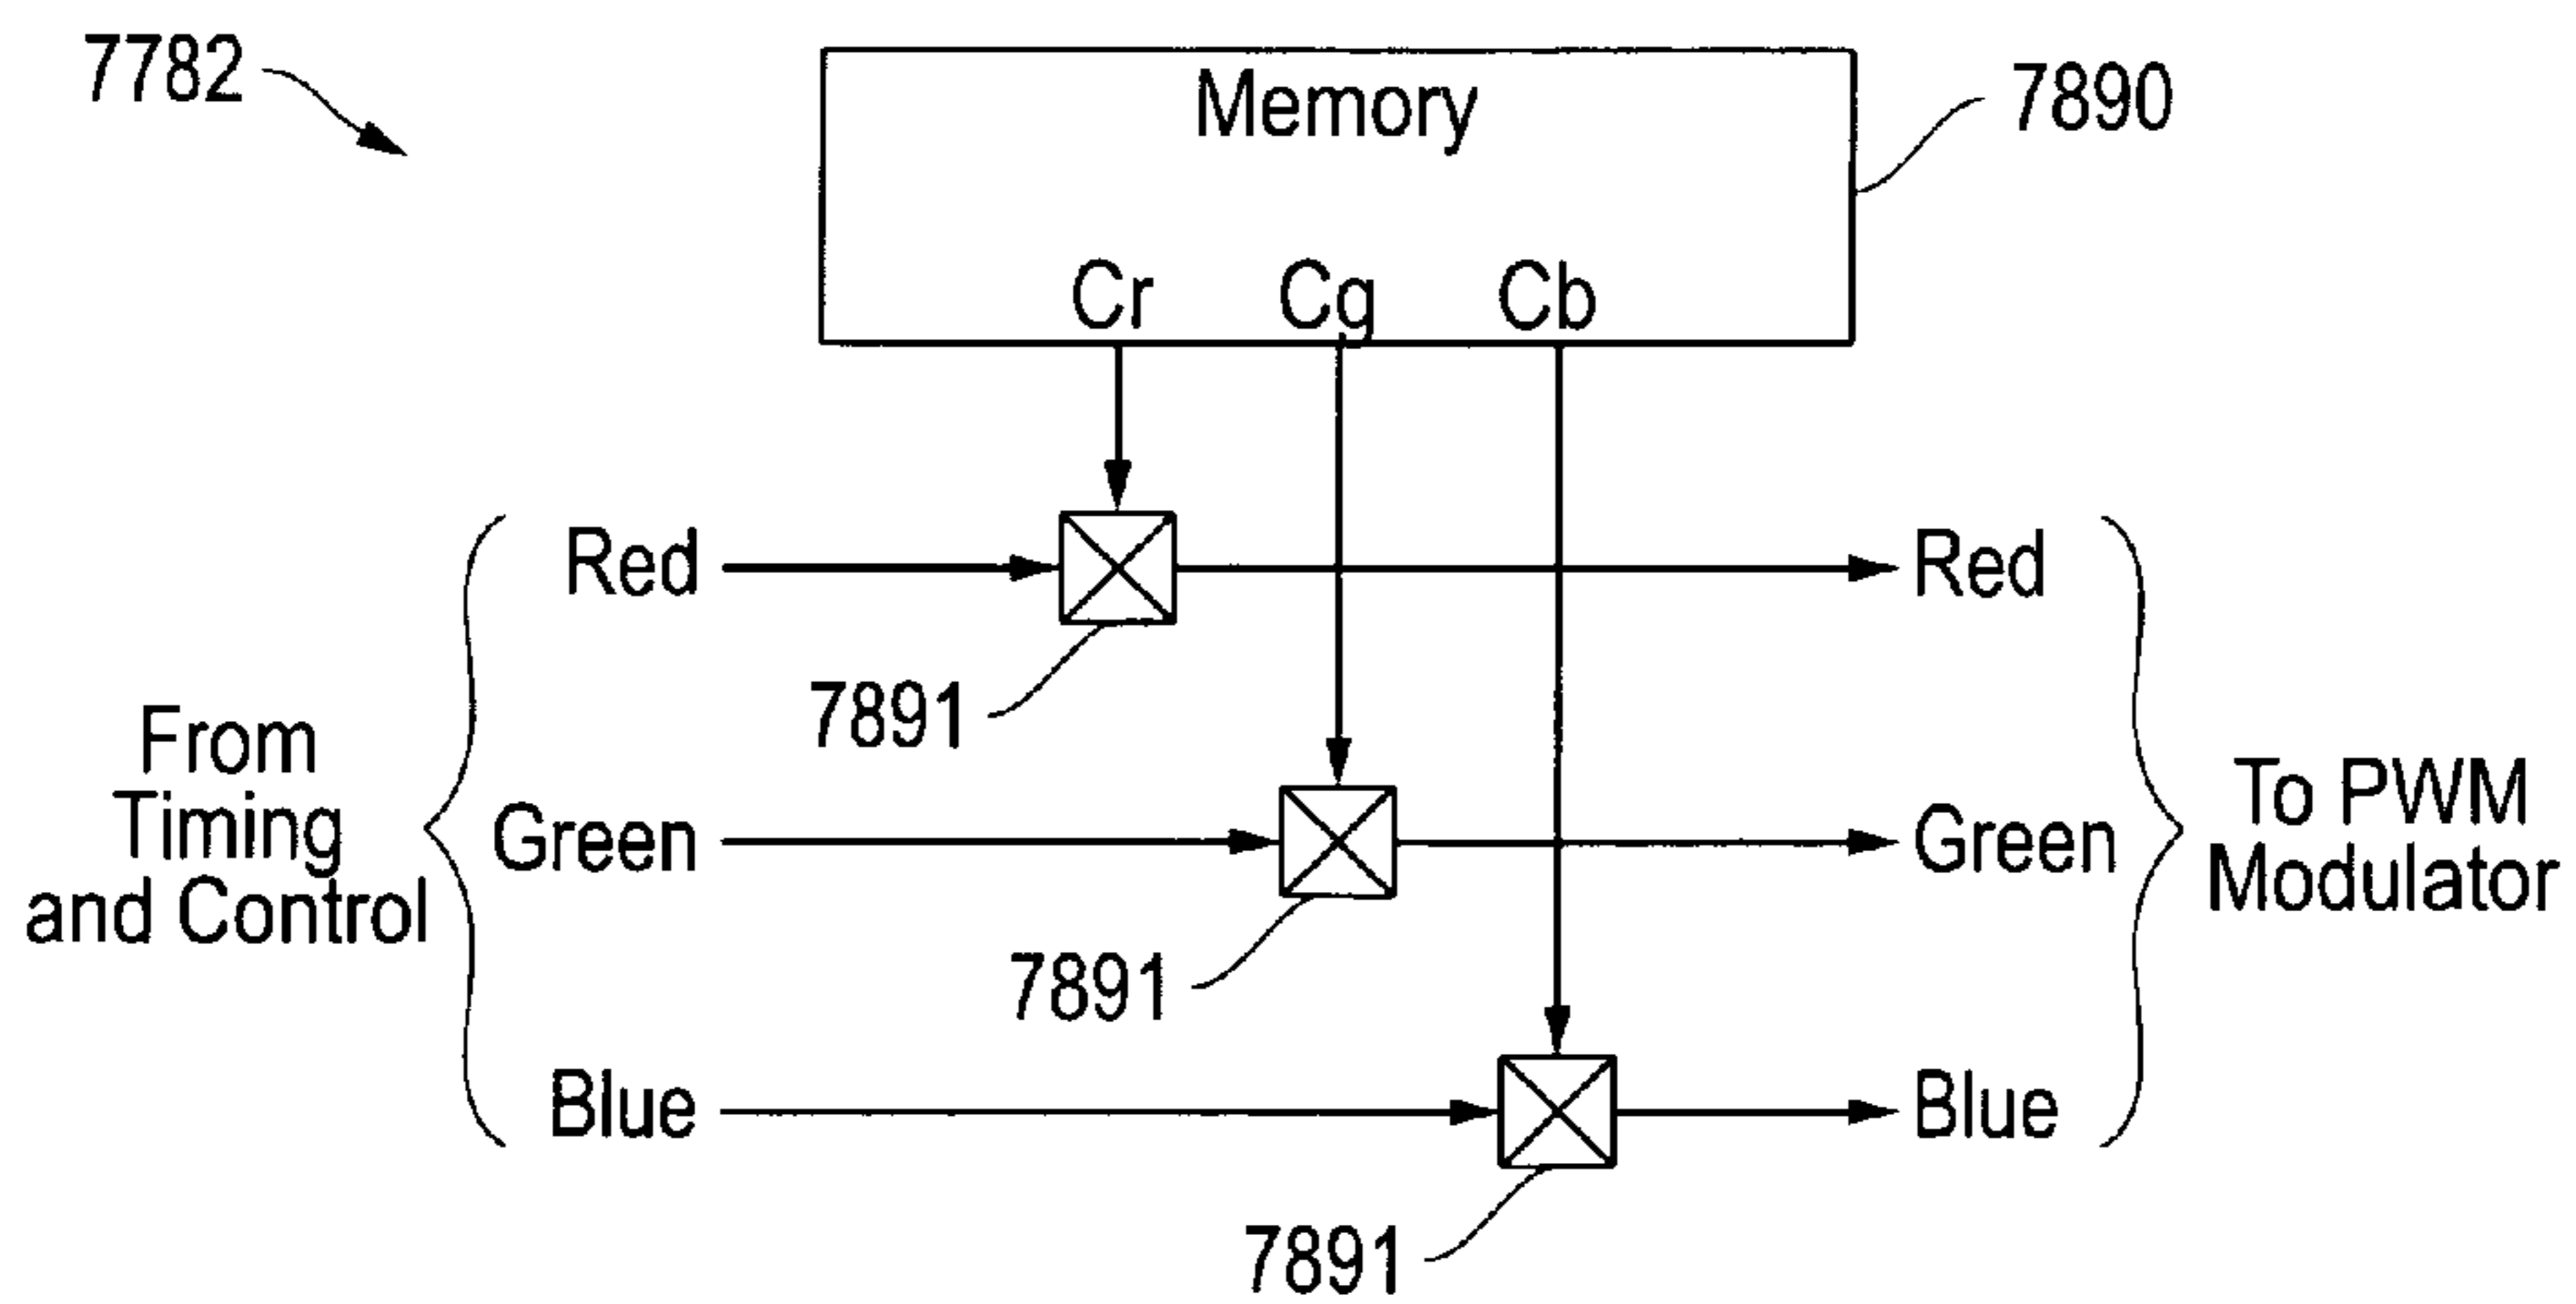 7782
Memory
7890
Cr Cg Cb
Red
Red
7891
From
Timing
and Control
Green
Green
To PWM
Modulator
7891
Blue
Blue
7891